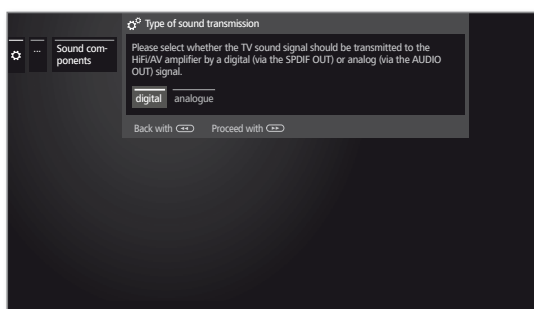 Type of sound transmission
...
Sound com-
ponents
Please select whether the TV sound signal should be transmitted to the
HiFi/AV amplifier by a digital (via the SPDIF OUT) or analog (via the AUDIO
OUT) signal.
digital analogue
Back with Proceed with